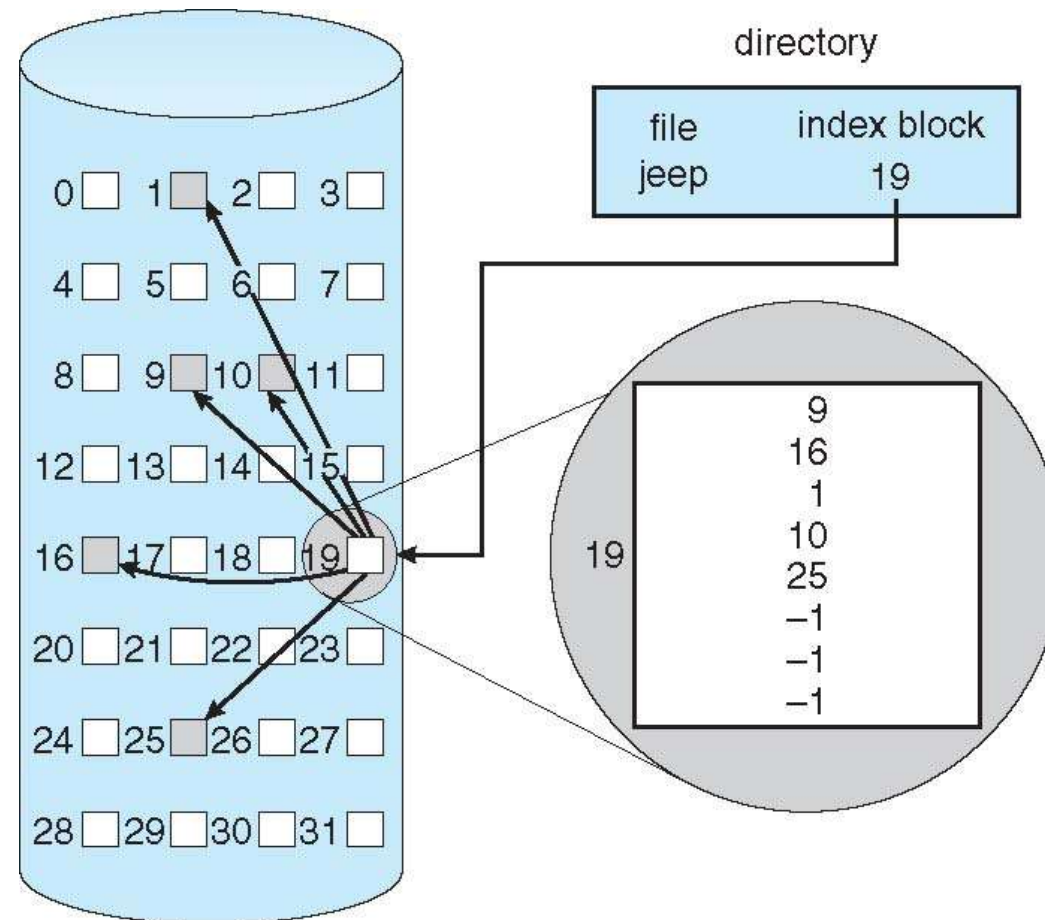 directory
file index block
jeep 19
0 1 2 3
4 5 6 7
8 9 10 11
12 13 14 15
16 17 18 19
20 21 22 23
24 25 26 27
28 29 30 31
19
9
16
1
10
25
–1
–1
–1